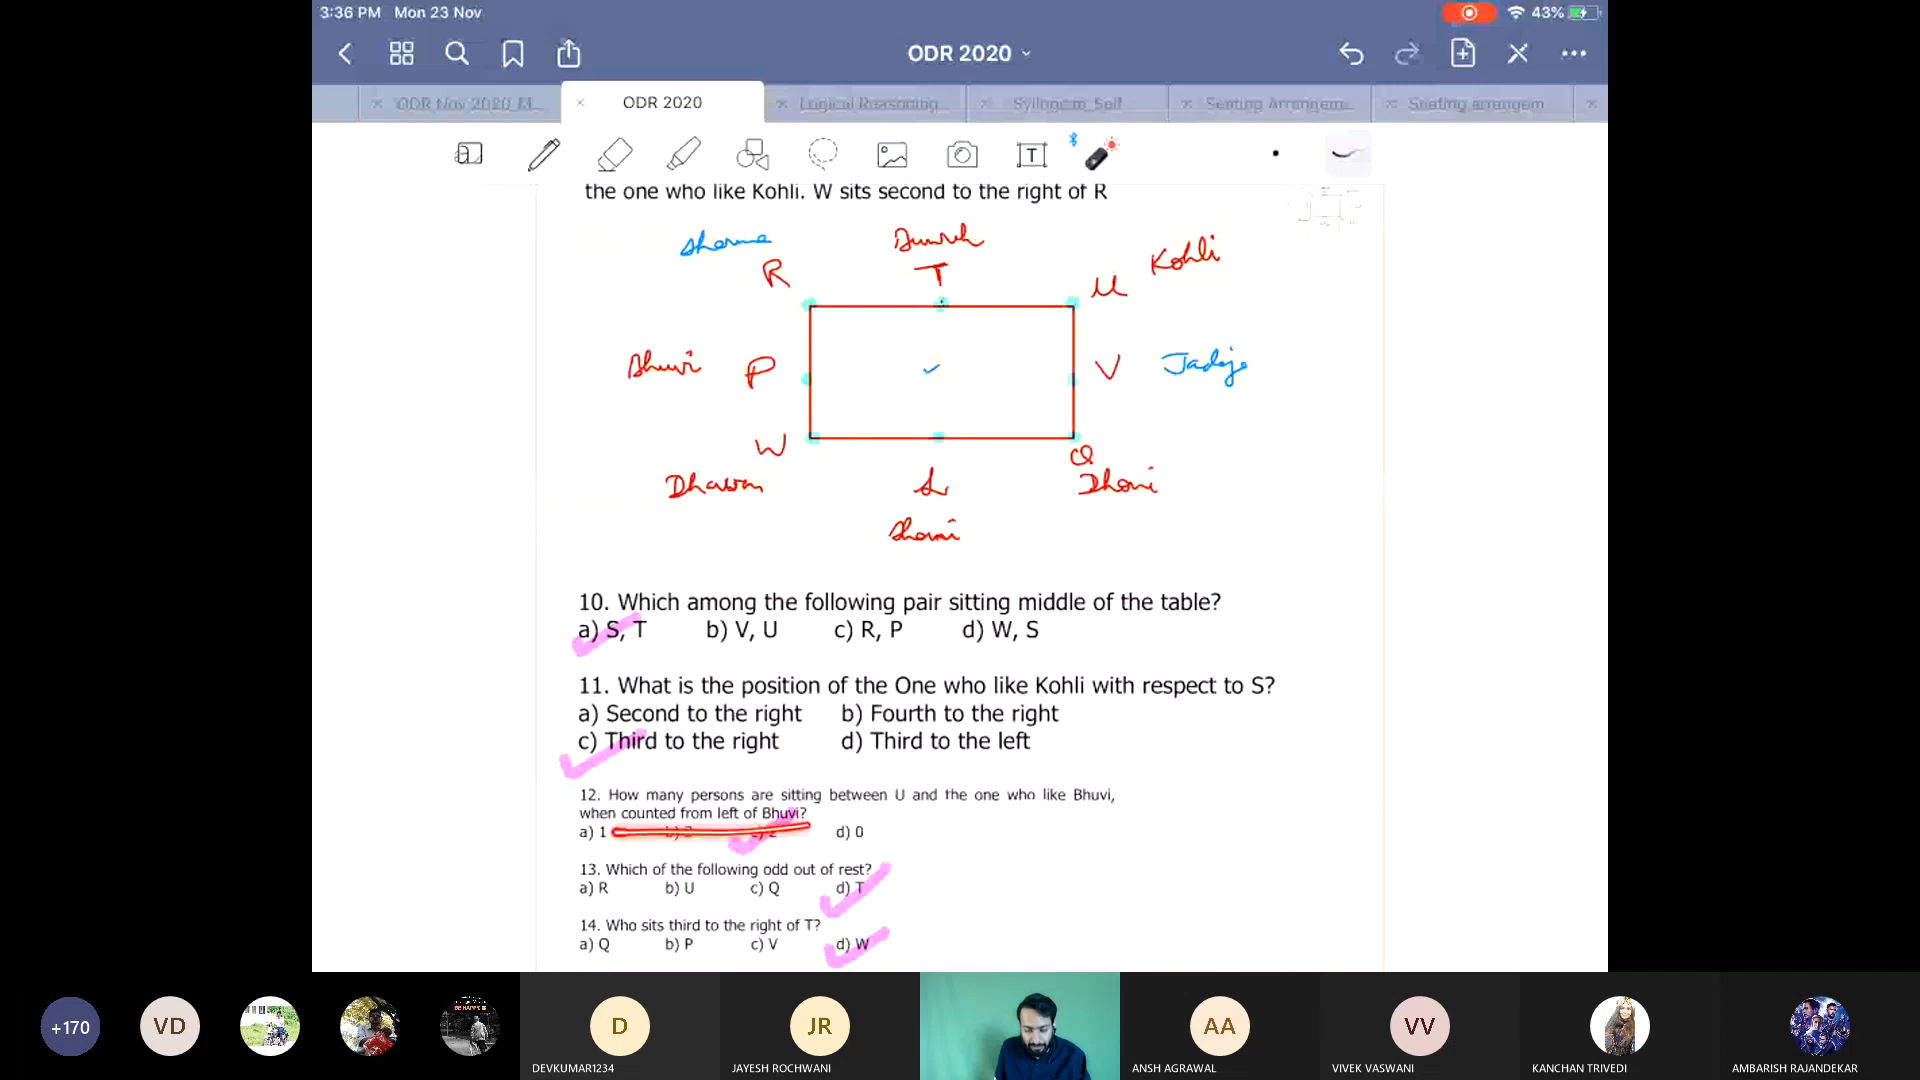 3:36 PM Mon 23 Nov
43%
ODR 2020
ODR Nov 2020_M...
ODR 2020
Logical Reasoning...
Syllogism_Self
Seating Arrangem...
Seating arrangem
T
the one who like Kohli. W sits second to the right of R
Sharma
R
T
U
Kohli
Bhuvi
P
V
W
Dhawan
S
Q
Dhoni
Shami
10. Which among the following pair sitting middle of the table?
a) S, T b) V, U c) R, P d) W, S
11. What is the position of the One who like Kohli with respect to S?
a) Second to the right b) Fourth to the right
c) Third to the right d) Third to the left
12. How many persons are sitting between U and the one who like Bhuvi,
when counted from left of Bhuvi?
a) 1 b) 3 c) 2 d) 0
13. Which of the following odd out of rest?
a) R b) U c) Q d) T
14. Who sits third to the right of T?
a) Q b) P c) V d) W
+170
VD
BE HAPPY
D
DEVKUMAR1234
JR
JAYESH ROCHWANI
AA
ANSH AGRAWAL
VV
VIVEK VASWANI
KANCHAN TRIVEDI
AMBARISH RAJANDEKAR